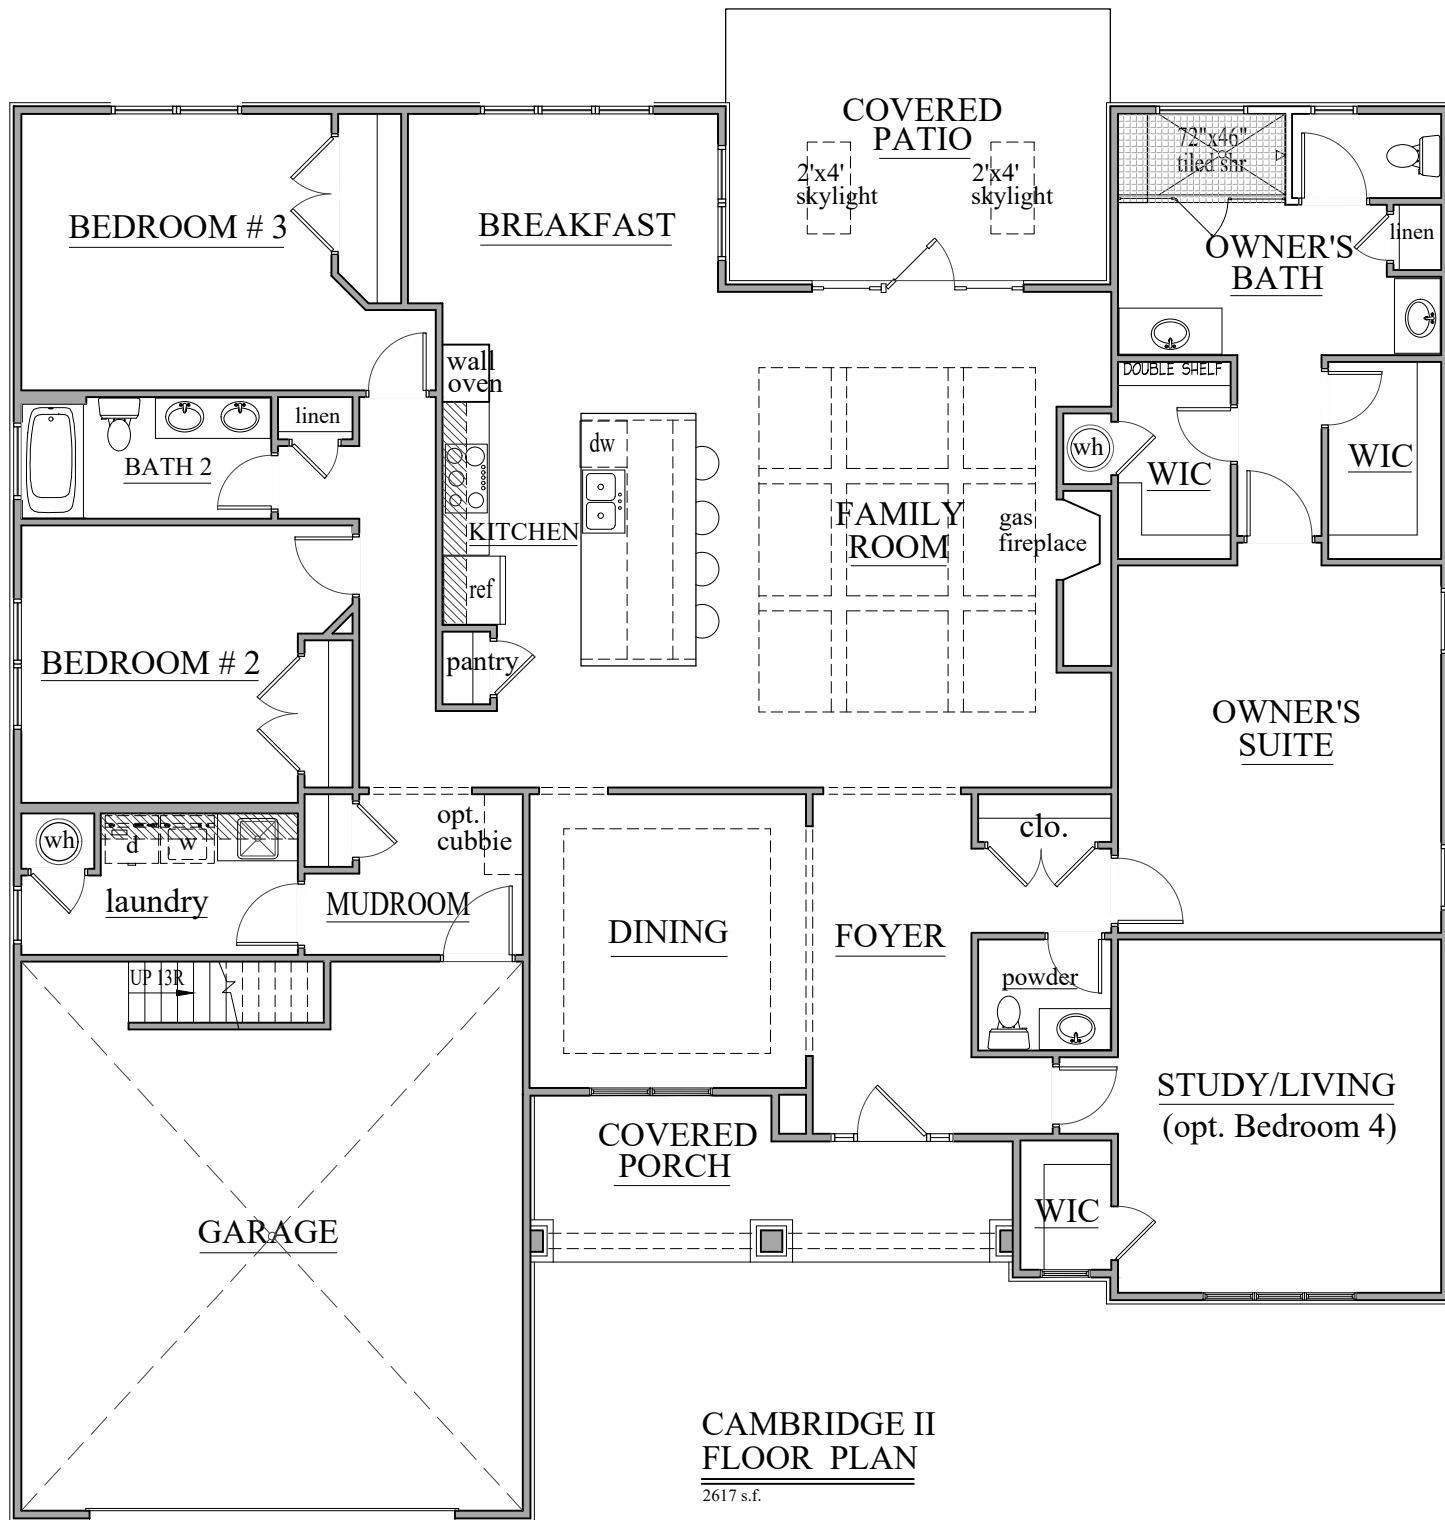 COVERED
PATIO
2'x4'
skylight
2'x4'
skylight
72"x46"
tiled shr
BEDROOM # 3
BREAKFAST
linen
OWNER'S
BATH
wall
oven
DOUBLE SHELF
linen
dw
wh
BATH 2
WIC
WIC
KITCHEN
FAMILY
ROOM
gas
fireplace
ref
BEDROOM # 2
pantry
OWNER'S
SUITE
opt.
cubbie
clo.
wh
d
w
laundry
MUDROOM
DINING
FOYER
UP 13R
powder
STUDY/LIVING
(opt. Bedroom 4)
COVERED
PORCH
WIC
GARAGE
CAMBRIDGE II
FLOOR PLAN
2617 s.f.